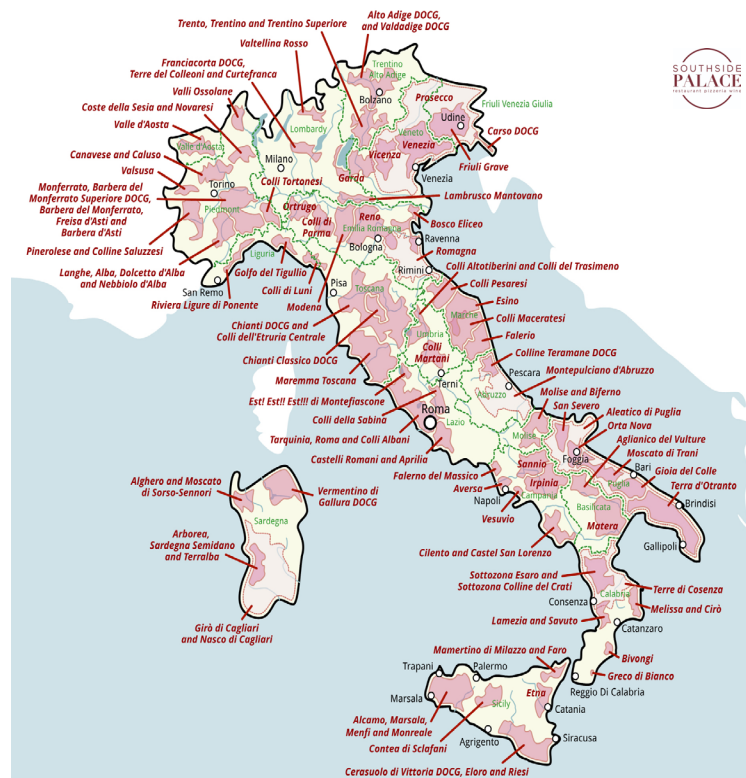 Alto Adige DOCG,
and Valdadige DOCG
Trento, Trentino and Trentino Superiore
Valtellina Rosso
Franciacorta DOCG,
Terre del Colleoni and Curtefranca
Valli Ossolane
Coste della Sesia and Novaresi
Valle d'Aosta
Canavese and Caluso
Valsusa
Monferrato, Barbera del
Monferrato Superiore DOCG,
Barbera del Monferrato,
Freisa d'Asti and
Barbera d'Asti
Pinerolese and Colline Saluzzesi
Langhe, Alba, Dolcetto d'Alba
and Nebbiolo d'Alba
SOUTHSIDE
PALACE
restaurant pizzeria wine
Trentino
Alto Adige
Bolzano
Prosecco
Friuli Venezia Giulia
Udine
Carso DOCG
Lombardy
Veneto
Venezia
Vicenza
Friuli Grave
Valle d'Aosta
Milano
Garda
Venezia
Colli Tortonesi
Torino
Piedmont
Lambrusco Mantovano
Ortrugo
Colli di
Parma
Reno
Emilia Romagna
Bosco Eliceo
Bologna
Ravenna
Romagna
Liguria
Golfo del Tigullio
Colli di Luni
San Remo
Riviera Ligure di Ponente
Modena
Pisa
Rimini
Colli Altotiberini and Colli del Trasimeno
Colli Pesaresi
Toscana
Esino
Marche
Colli Maceratesi
Chianti DOCG and
Colli dell'Etruria Centrale
Umbria
Falerio
Chianti Classico DOCG
Colli
Martani
Colline Teramane DOCG
Maremma Toscana
Terni
Pescara
Montepulciano d'Abruzzo
Est! Est!! Est!!! di Montefiascone
Abruzzo
Molise and Biferno
Colli della Sabina
Roma
Lazio
San Severo
Aleatico di Puglia
Orta Nova
Tarquinia, Roma and Colli Albani
Molise
Aglianico del Vulture
Castelli Romani and Aprilia
Foggia
Moscato di Trani
Bari
Gioia del Colle
Falerno del Massico
Sannio
Puglia
Terra d'Otranto
Aversa
Irpinia
Napoli
Campania
Brindisi
Vesuvio
Basilicata
Matera
Alghero and Moscato
di Sorso-Sennori
Vermentino di
Gallura DOCG
Sardegna
Gallipoli
Cilento and Castel San Lorenzo
Arborea,
Sardegna Semidano
and Terralba
Sottozona Esaro and
Sottozona Colline del Crati
Terre di Cosenza
Calabria
Consenza
Melissa and Cirò
Girò di Cagliari
and Nasco di Cagliari
Lamezia and Savuto
Catanzaro
Mamertino di Milazzo and Faro
Bivongi
Trapani
Palermo
Greco di Bianco
Reggio Di Calabria
Marsala
Etna
Sicily
Catania
Alcamo, Marsala,
Menfi and Monreale
Contea di Sclafani
Agrigento
Siracusa
Cerasuolo di Vittoria DOCG, Eloro and Riesi